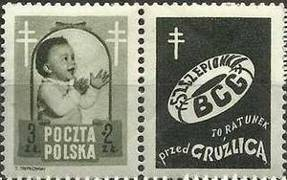 3 ZŁ
POCZTA POLSKA
2 ZŁ
SZCZEPIONKA
BCG
TO RATUNEK
przed GRUŹLICĄ